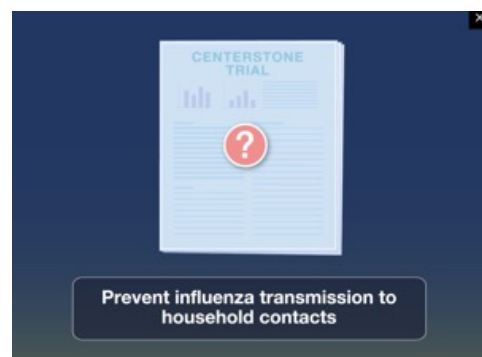 CENTERSTONE
TRIAL
?
Prevent influenza transmission to
household contacts